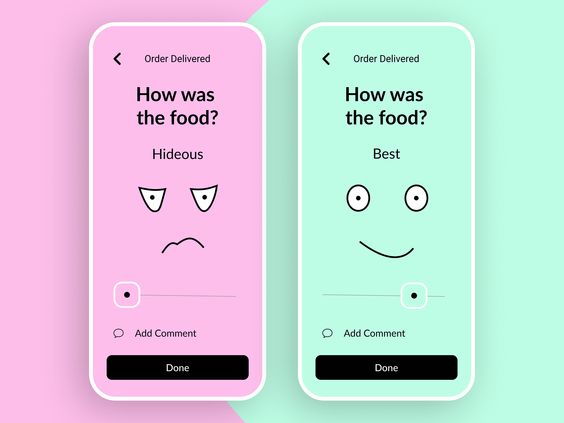 Order Delivered
How was
the food?
Hideous
Add Comment
Done
Order Delivered
How was
the food?
Best
Add Comment
Done